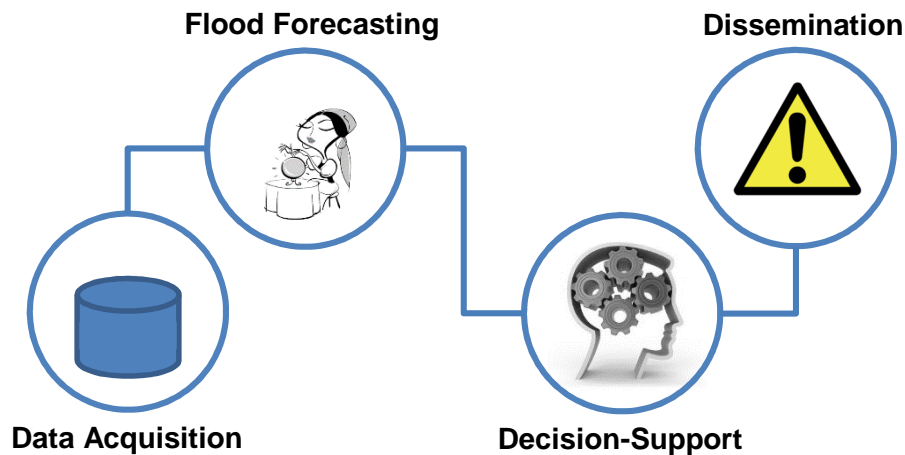 Flood Forecasting
Dissemination
Data Acquisition
Decision-Support